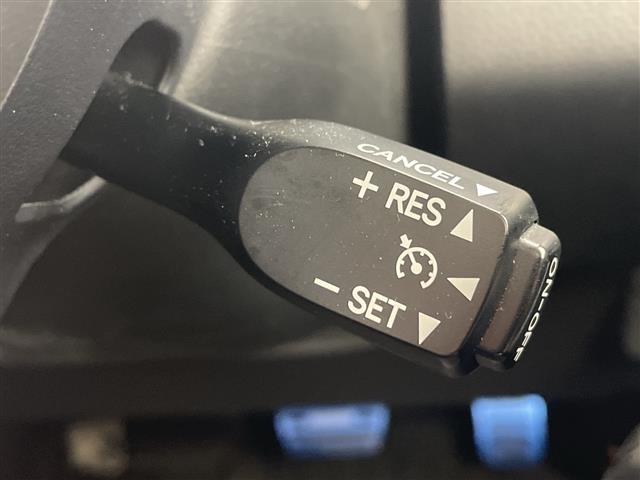 CANCEL
+ RES
- SET
ON-OFF